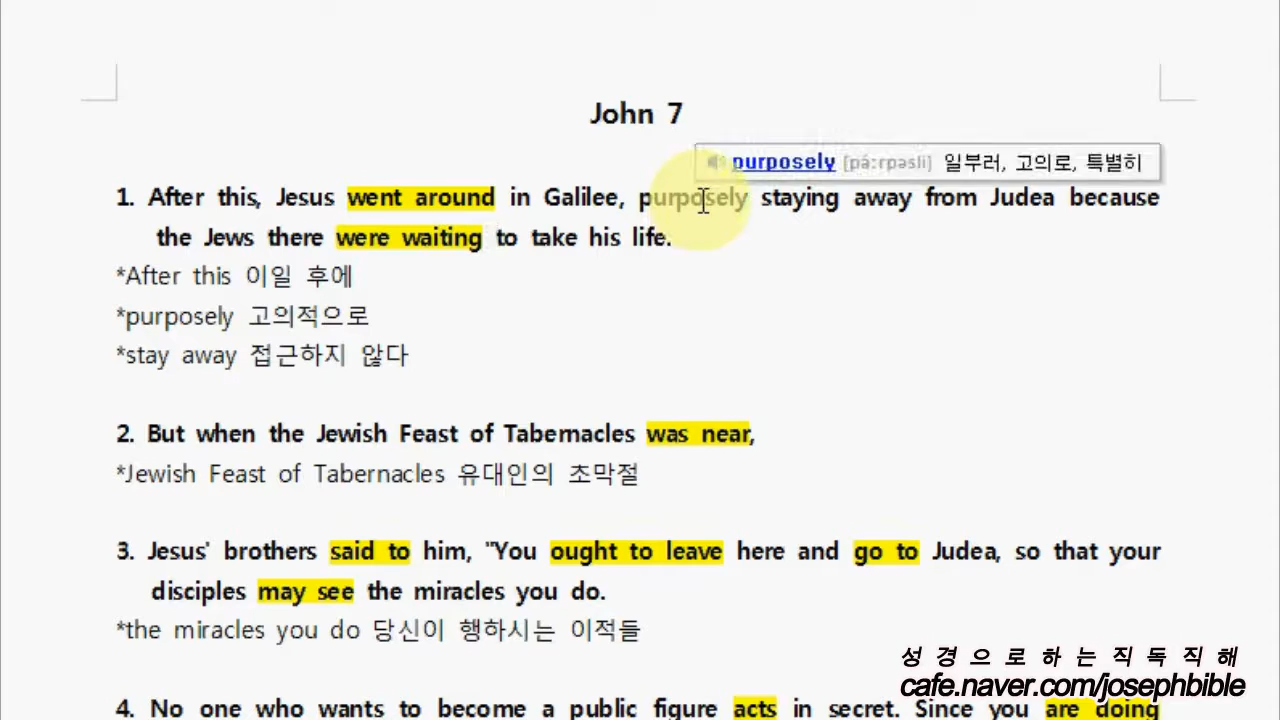 John 7
purposely [pá:rpəsli] 일부러, 고의로, 특별히
1. After this, Jesus went around in Galilee, purposely staying away from Judea because
the Jews there were waiting to take his life.
*After this 이일 후에
*purposely 고의적으로
*stay away 접근하지 않다
2. But when the Jewish Feast of Tabernacles was near,
*Jewish Feast of Tabernacles 유대인의 초막절
3. Jesus' brothers said to him, "You ought to leave here and go to Judea, so that your
disciples may see the miracles you do.
*the miracles you do 당신이 행하시는 이적들
성경으로하는직독직해
cafe.naver.com/josephbible
4. No one who wants to become a public figure acts in secret. Since you are doing